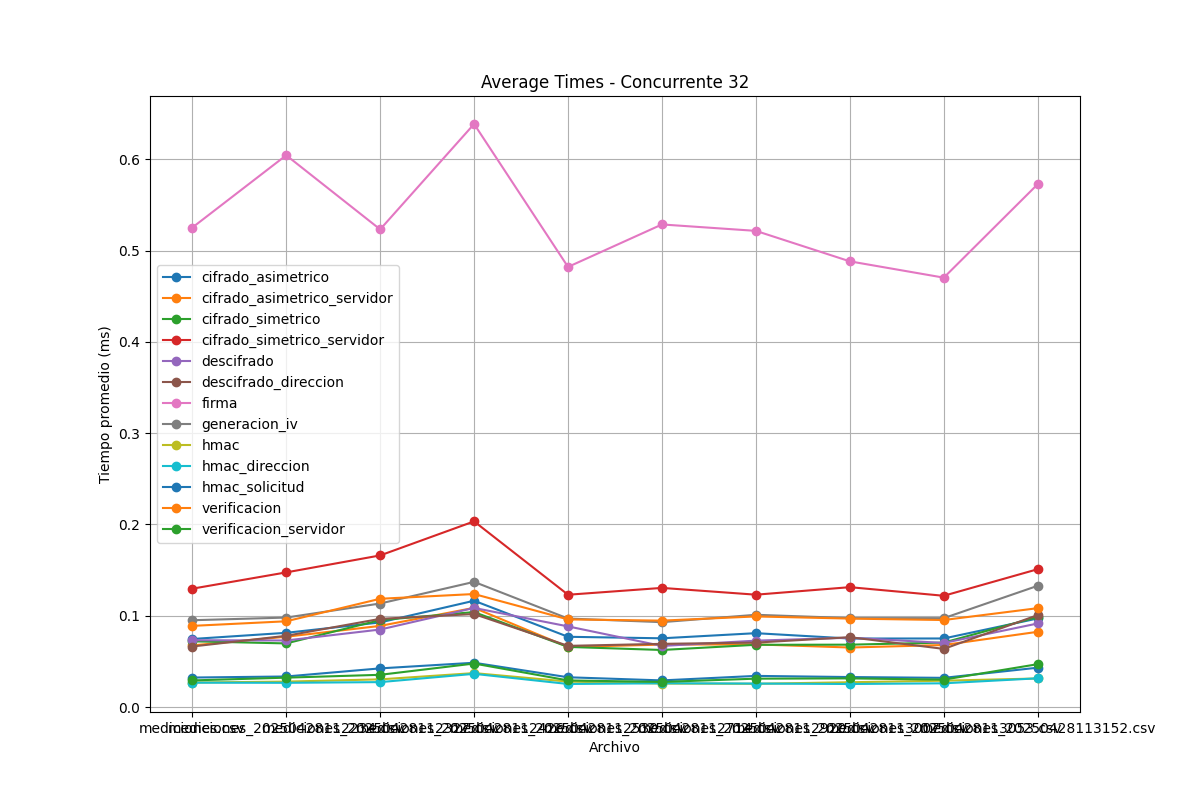 Average Times - Concurrente 32
0.6
0.5
0.4
0.3
0.2
0.1
0.0
Tiempo promedio (ms)
cifrado_asimetrico
cifrado_asimetrico_servidor
cifrado_simetrico
cifrado_simetrico_servidor
descifrado
descifrado_direccion
firma
generacion_iv
hmac
hmac_direccion
hmac_solicitud
verificacion
verificacion_servidor
Archivo